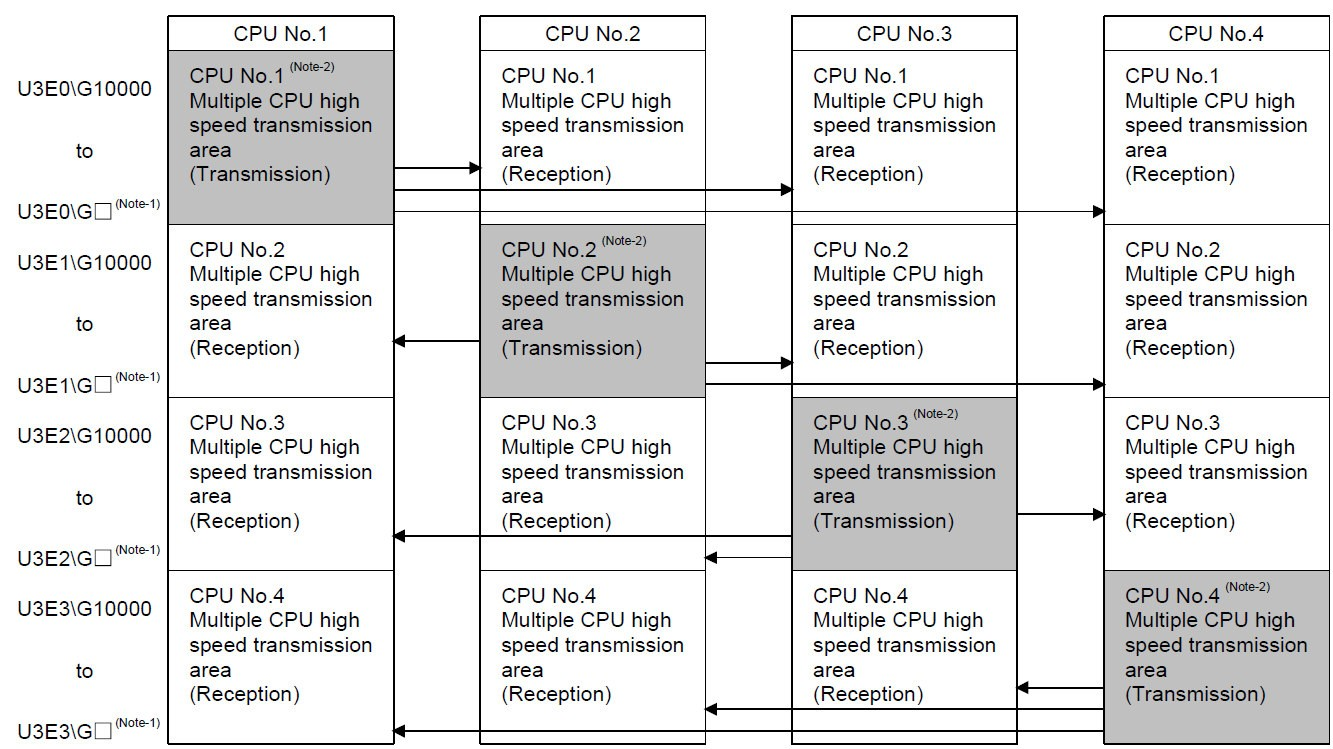 CPU No.1 CPU No.2 CPU No.3 CPU No.4
U3E0\G10000
to
U3E0\G□ (Note-1)
CPU No.1 (Note-2)
Multiple CPU high
speed transmission
area
(Transmission)
CPU No.1
Multiple CPU high
speed transmission
area
(Reception)
CPU No.1
Multiple CPU high
speed transmission
area
(Reception)
CPU No.1
Multiple CPU high
speed transmission
area
(Reception)
U3E1\G10000
to
U3E1\G□ (Note-1)
CPU No.2
Multiple CPU high
speed transmission
area
(Reception)
CPU No.2 (Note-2)
Multiple CPU high
speed transmission
area
(Transmission)
CPU No.2
Multiple CPU high
speed transmission
area
(Reception)
CPU No.2
Multiple CPU high
speed transmission
area
(Reception)
U3E2\G10000
to
U3E2\G□ (Note-1)
CPU No.3
Multiple CPU high
speed transmission
area
(Reception)
CPU No.3
Multiple CPU high
speed transmission
area
(Reception)
CPU No.3 (Note-2)
Multiple CPU high
speed transmission
area
(Transmission)
CPU No.3
Multiple CPU high
speed transmission
area
(Reception)
U3E3\G10000
to
U3E3\G□ (Note-1)
CPU No.4
Multiple CPU high
speed transmission
area
(Reception)
CPU No.4
Multiple CPU high
speed transmission
area
(Reception)
CPU No.4
Multiple CPU high
speed transmission
area
(Reception)
CPU No.4 (Note-2)
Multiple CPU high
speed transmission
area
(Transmission)